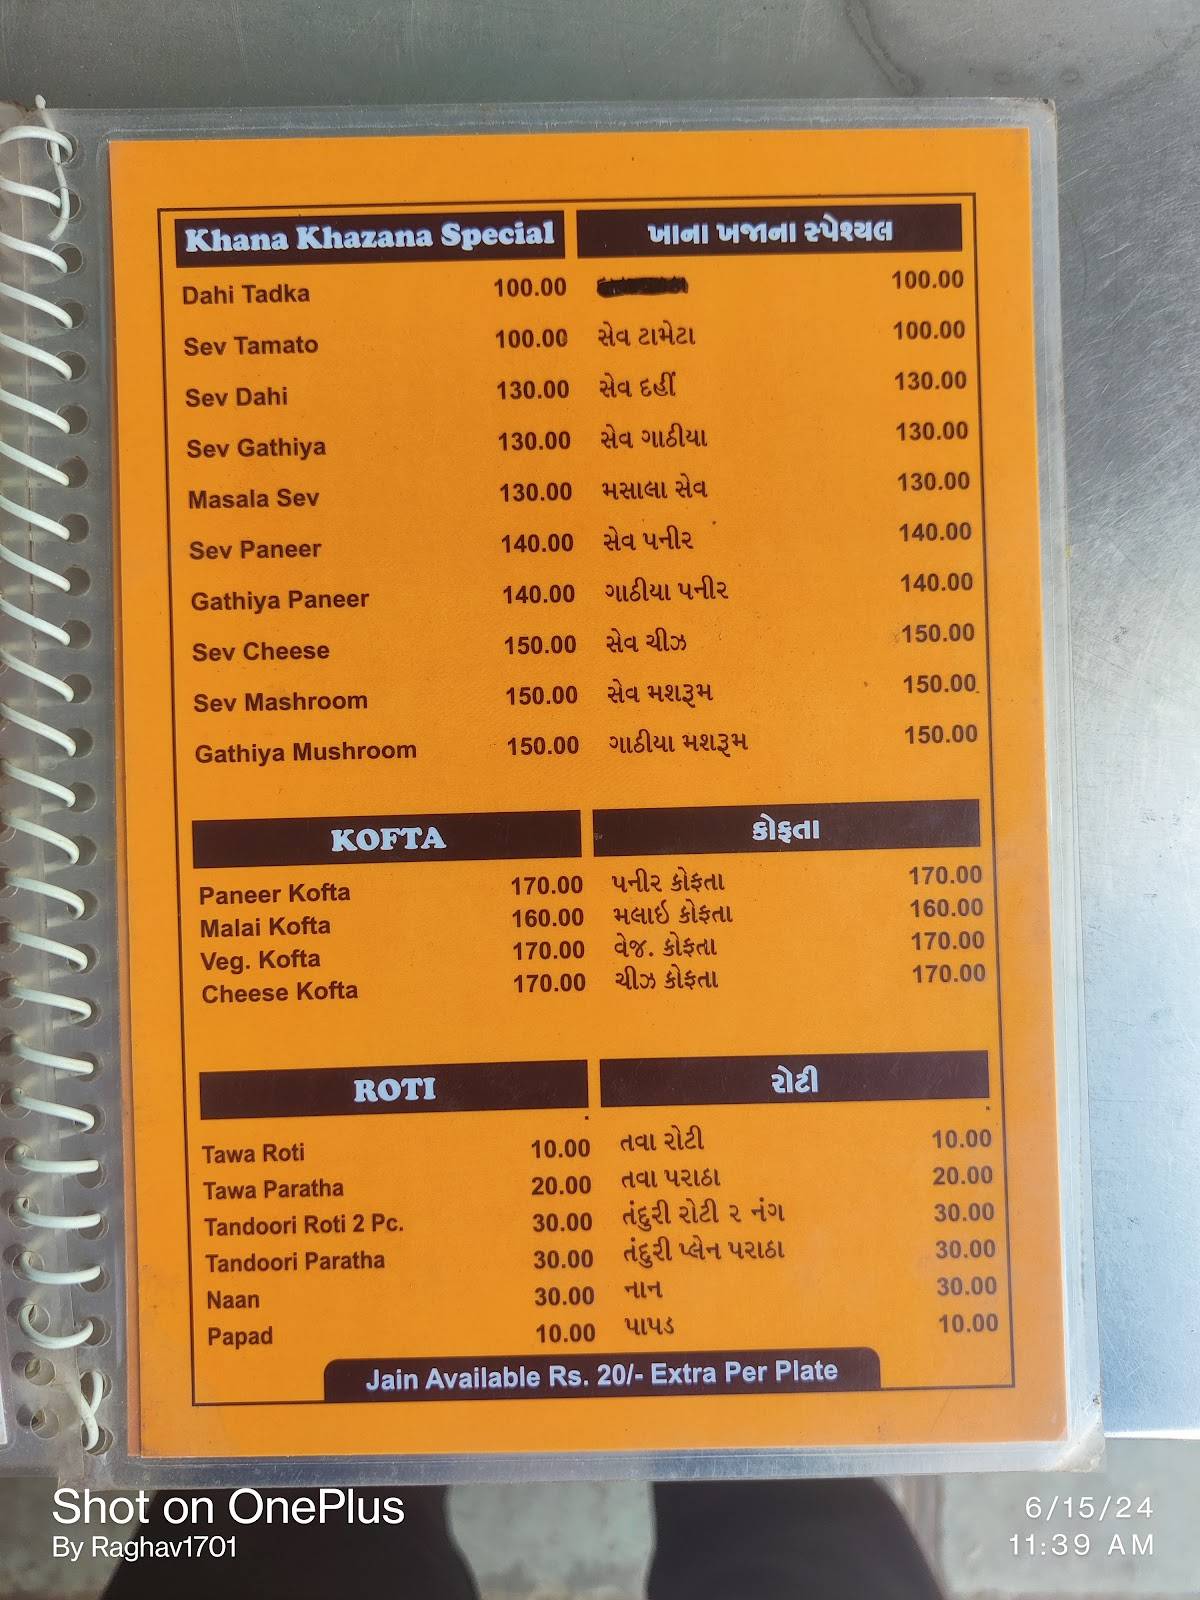 Khana Khazana Special ખાના ખજાના સ્પેશ્યલ
Dahi Tadka 100.00 100.00
Sev Tamato 100.00 સેવ ટામેટા 100.00
Sev Dahi 130.00 સેવ દહીં 130.00
Sev Gathiya 130.00 સેવ ગાઠીયા 130.00
Masala Sev 130.00 મસાલા સેવ 130.00
Sev Paneer 140.00 સેવ પનીર 140.00
Gathiya Paneer 140.00 ગાઠીયા પનીર 140.00
Sev Cheese 150.00 સેવ ચીઝ 150.00
Sev Mashroom 150.00 સેવ મશરૂમ 150.00
Gathiya Mushroom 150.00 ગાઠીયા મશરૂમ 150.00
KOFTA કોફતા
Paneer Kofta 170.00 પનીર કોફતા 170.00
Malai Kofta 160.00 મલાઇ કોફતા 160.00
Veg. Kofta 170.00 વેજ. કોફતા 170.00
Cheese Kofta 170.00 ચીઝ કોફતા 170.00
ROTI રોટી
Tawa Roti 10.00 તવા રોટી 10.00
Tawa Paratha 20.00 તવા પરાઠા 20.00
Tandoori Roti 2 Pc. 30.00 તંદુરી રોટી ૨ નંગ 30.00
Tandoori Paratha 30.00 તંદુરી પ્લેન પરાઠા 30.00
Naan 30.00 નાન 30.00
Papad 10.00 પાપડ 10.00
Jain Available Rs. 20/- Extra Per Plate
Shot on OnePlus
By Raghav1701
6/15/24
11:39 AM